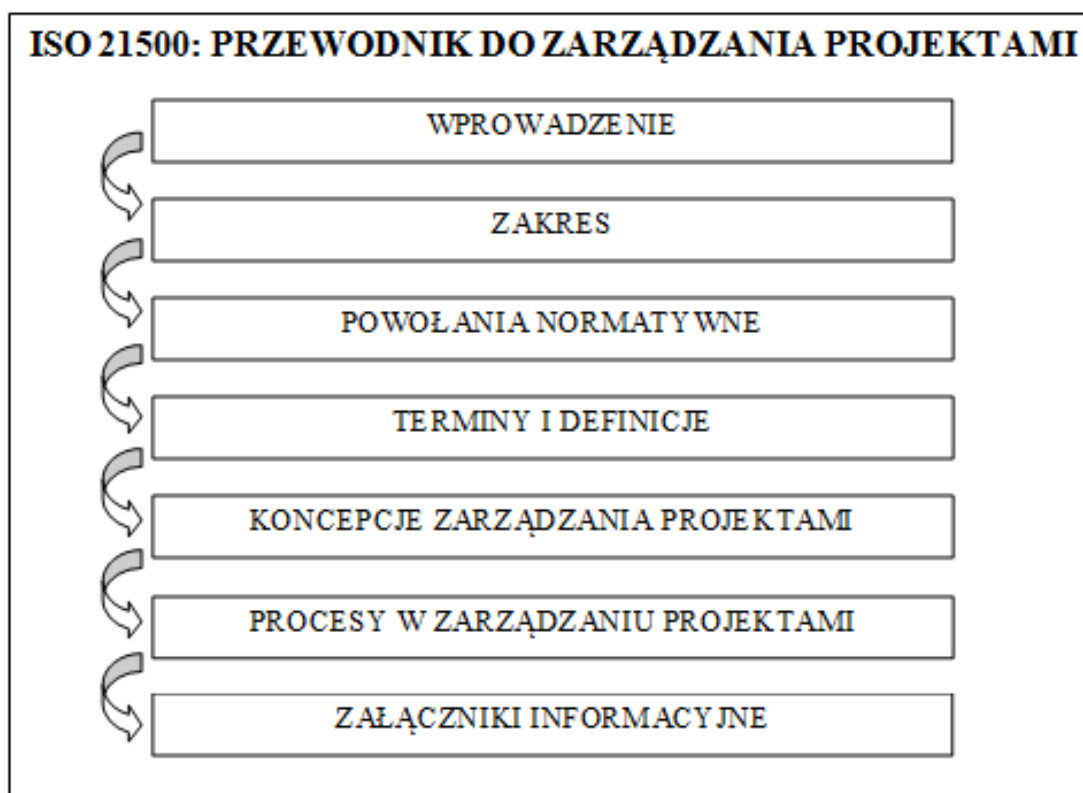 ISO 21500: PRZEWODNIK DO ZARZĄDZANIA PROJEKTAMI
WPROWADZENIE
ZAKRES
POWOŁANIA NORMATYWNE
TERMINY I DEFINICJE
KONCEPCJE ZARZĄDZANIA PROJEKTAMI
PROCESY W ZARZĄDZANIU PROJEKTAMI
ZAŁĄCZNIKI INFORMACYJNE